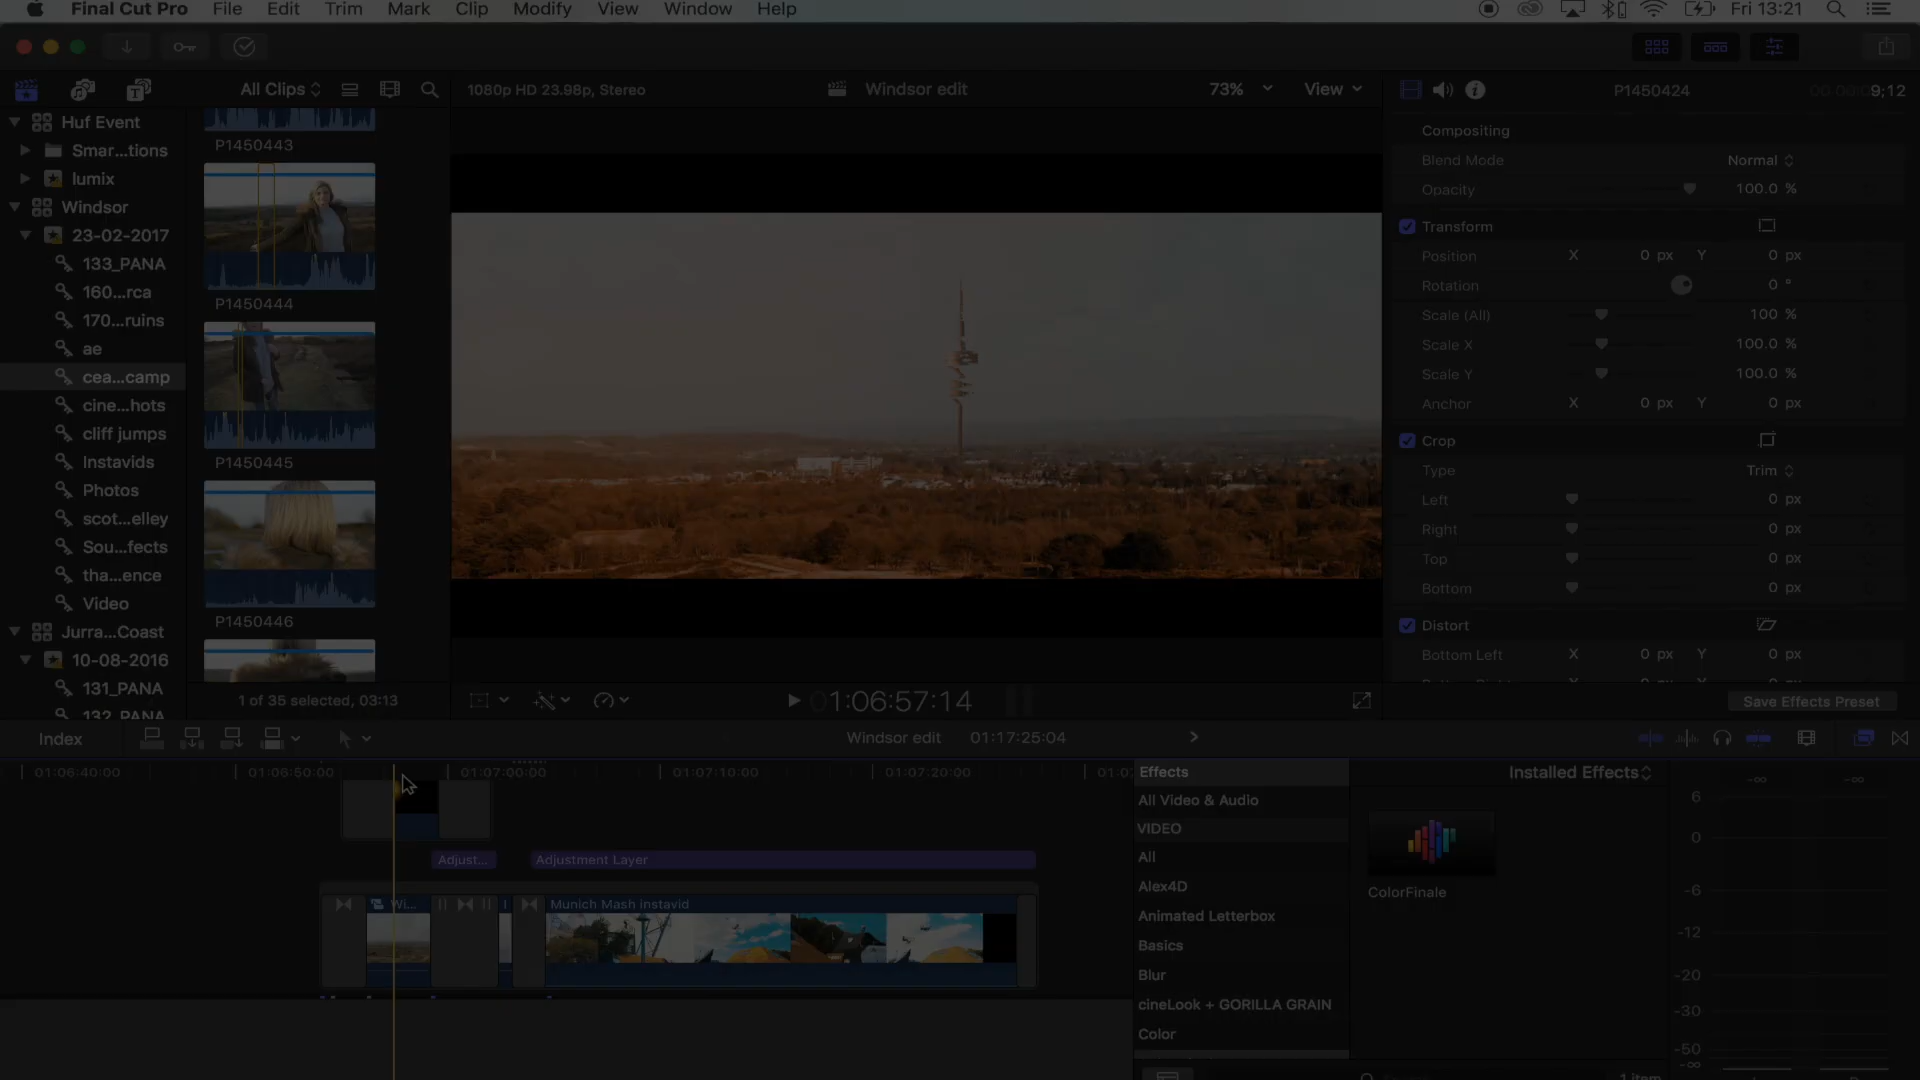 Final Cut Pro File Edit Trim Mark Clip Modify View Window Help Fri 13:21
All Clips
1080p HD 23.98p, Stereo
Windsor edit
73%
View
P1450424
9;12
Huf Event
Smar...tions
lumix
Windsor
23-02-2017
133_PANA
160...rca
170...ruins
ae
cea...camp
cine...hots
cliff jumps
Instavids
Photos
scot...elley
Sou...fects
tha...ence
Video
Jurra...Coast
10-08-2016
131_PANA
132_PANA
P1450443
P1450444
P1450445
P1450446
1 of 35 selected, 03:13
01:06:57:14
Compositing
Blend Mode Normal
Opacity 100.0 %
Transform
Position X 0 px Y 0 px
Rotation 0 °
Scale (All) 100 %
Scale X 100.0 %
Scale Y 100.0 %
Anchor X 0 px Y 0 px
Crop
Type Trim
Left 0 px
Right 0 px
Top 0 px
Bottom 0 px
Distort
Bottom Left X 0 px Y 0 px
Save Effects Preset
Index
Windsor edit 01:17:25:04
01:06:40:00 01:06:50:00 01:07:00:00 01:07:10:00 01:07:20:00
Adjust...
Adjustment Layer
Wi...
Munich Mash instavid
Effects
Installed Effects
All Video & Audio
VIDEO
All
Alex4D
Animated Letterbox
Basics
Blur
cineLook + GORILLA GRAIN
Color
ColorFinale
-∞ -∞
6
0
-6
-12
-20
-30
-50
-∞
1 item